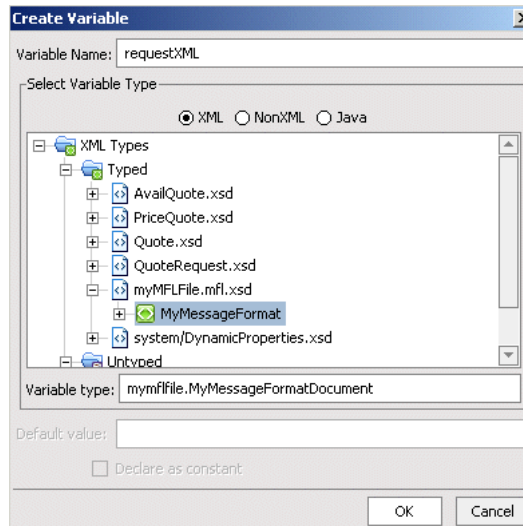 Create Variable
Variable Name: requestXML
Select Variable Type
XML NonXML Java
XML Types
Typed
AvailQuote.xsd
PriceQuote.xsd
Quote.xsd
QuoteRequest.xsd
myMFLFile.mfl.xsd
MyMessageFormat
system/DynamicProperties.xsd
Untyped
Variable type: mymflfile.MyMessageFormatDocument
Default value:
Declare as constant
OK Cancel